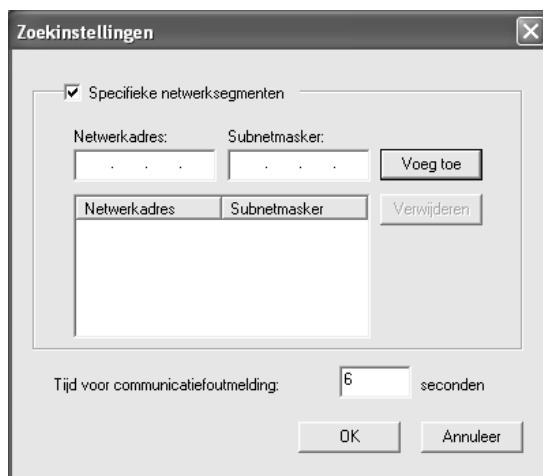 Zoekinstellingen
Specifieke netwerksegmenten
Netwerkadres: Subnetmasker:
. . . . . . Voeg toe
Netwerkadres Subnetmasker Verwijderen
Tijd voor communicatiefoutmelding: 6 seconden
OK Annuleer